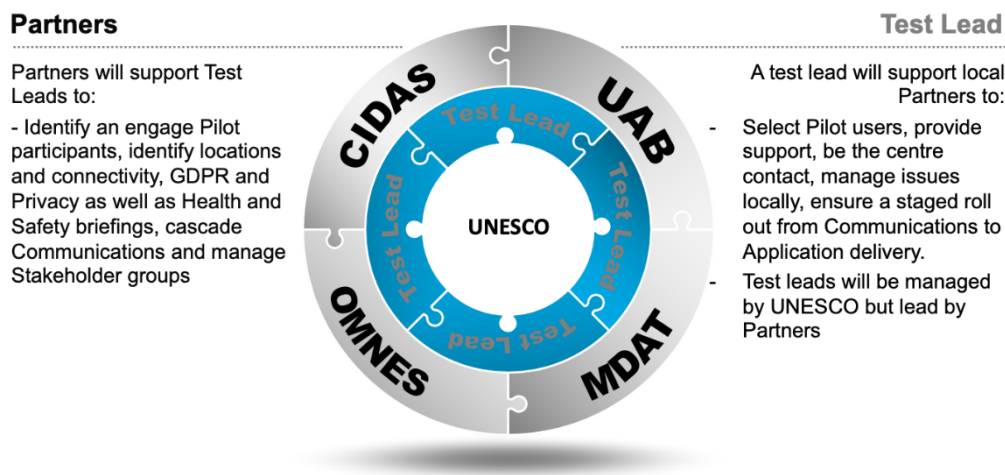 Partners
Partners will support Test
Leads to:
- Identify an engage Pilot
participants, identify locations
and connectivity, GDPR and
Privacy as well as Health and
Safety briefings, cascade
Communications and manage
Stakeholder groups
CIDAS
UAB
OMNES
MDAT
Test Lead
Test Lead
Test Lead
Test Lead
UNESCO
Test Lead
A test lead will support local
Partners to:
- Select Pilot users, provide
support, be the centre
contact, manage issues
locally, ensure a staged roll
out from Communications to
Application delivery.
- Test leads will be managed
by UNESCO but lead by
Partners